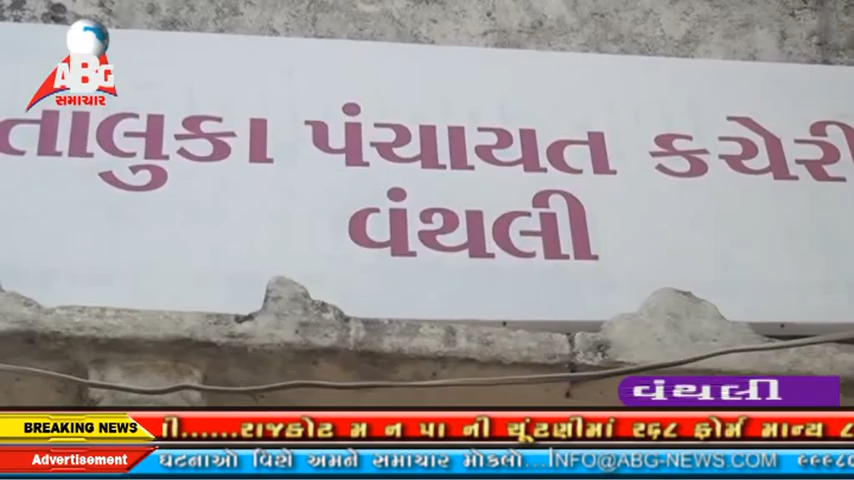 ABG
સમાચાર
તાલુકા પંચાયત કચેરી
વંથલી
વંથલી
BREAKING NEWS ......રાજકોટ મ ન પા ની ચૂંટણીમાં ૨૬૮ ફોર્મ માન્ય
Advertisement ઘટનાઓ વિશે અમને સમાચાર મોકલો...INFO@ABG-NEWS.COM